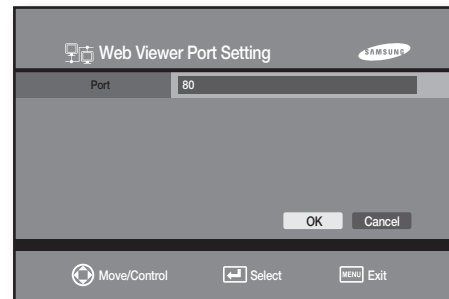 Web Viewer Port Setting
SAMSUNG
Port 80
OK Cancel
Move/Control Select MENU Exit